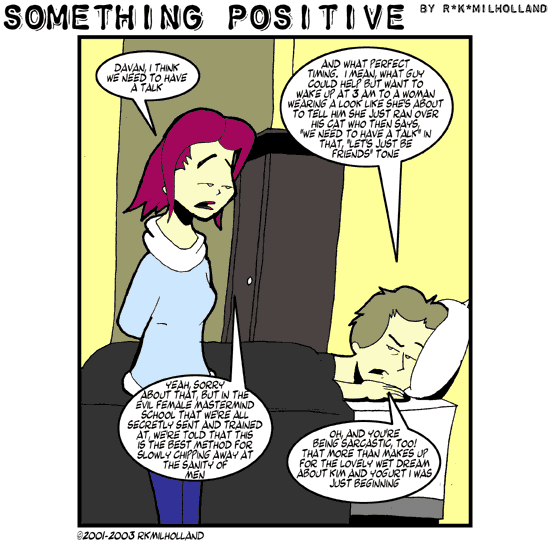 SOMETHING POSITIVE BY R*K*MILHOLLAND
DAVAN, I THINK
WE NEED TO HAVE
A TALK
AND WHAT PERFECT
TIMING. I MEAN, WHAT GUY
COULD HELP BUT WANT TO
WAKE UP AT 3 AM TO A WOMAN
WEARING A LOOK LIKE SHE'S ABOUT
TO TELL HIM SHE JUST RAN OVER
HIS CAT WHO THEN SAYS,
"WE NEED TO HAVE A TALK" IN
THAT, "LET'S JUST BE
FRIENDS" TONE
YEAH, SORRY
ABOUT THAT, BUT IN THE
EVIL FEMALE MASTERMIND
SCHOOL THAT WE'RE ALL
SECRETLY SENT AND TRAINED
AT, WE'RE TOLD THAT THIS
IS THE BEST METHOD FOR
SLOWLY CHIPPING AWAY AT
THE SANITY OF
MEN
OH, AND YOU'RE
BEING SARCASTIC, TOO!
THAT MORE THAN MAKES UP
FOR THE LOVELY WET DREAM
ABOUT KIM AND YOGURT I WAS
JUST BEGINNING
©2001-2003 RKMILHOLLAND